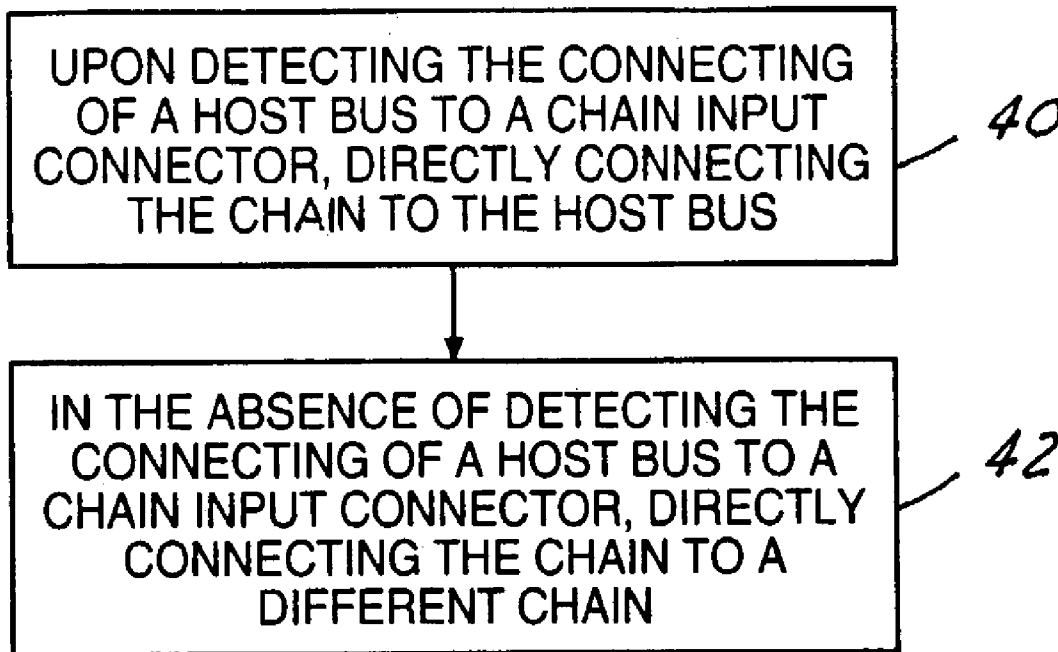 UPON DETECTING THE CONNECTING
OF A HOST BUS TO A CHAIN INPUT
CONNECTOR, DIRECTLY CONNECTING
THE CHAIN TO THE HOST BUS
40
IN THE ABSENCE OF DETECTING THE
CONNECTING OF A HOST BUS TO A
CHAIN INPUT CONNECTOR, DIRECTLY
CONNECTING THE CHAIN TO A
DIFFERENT CHAIN
42